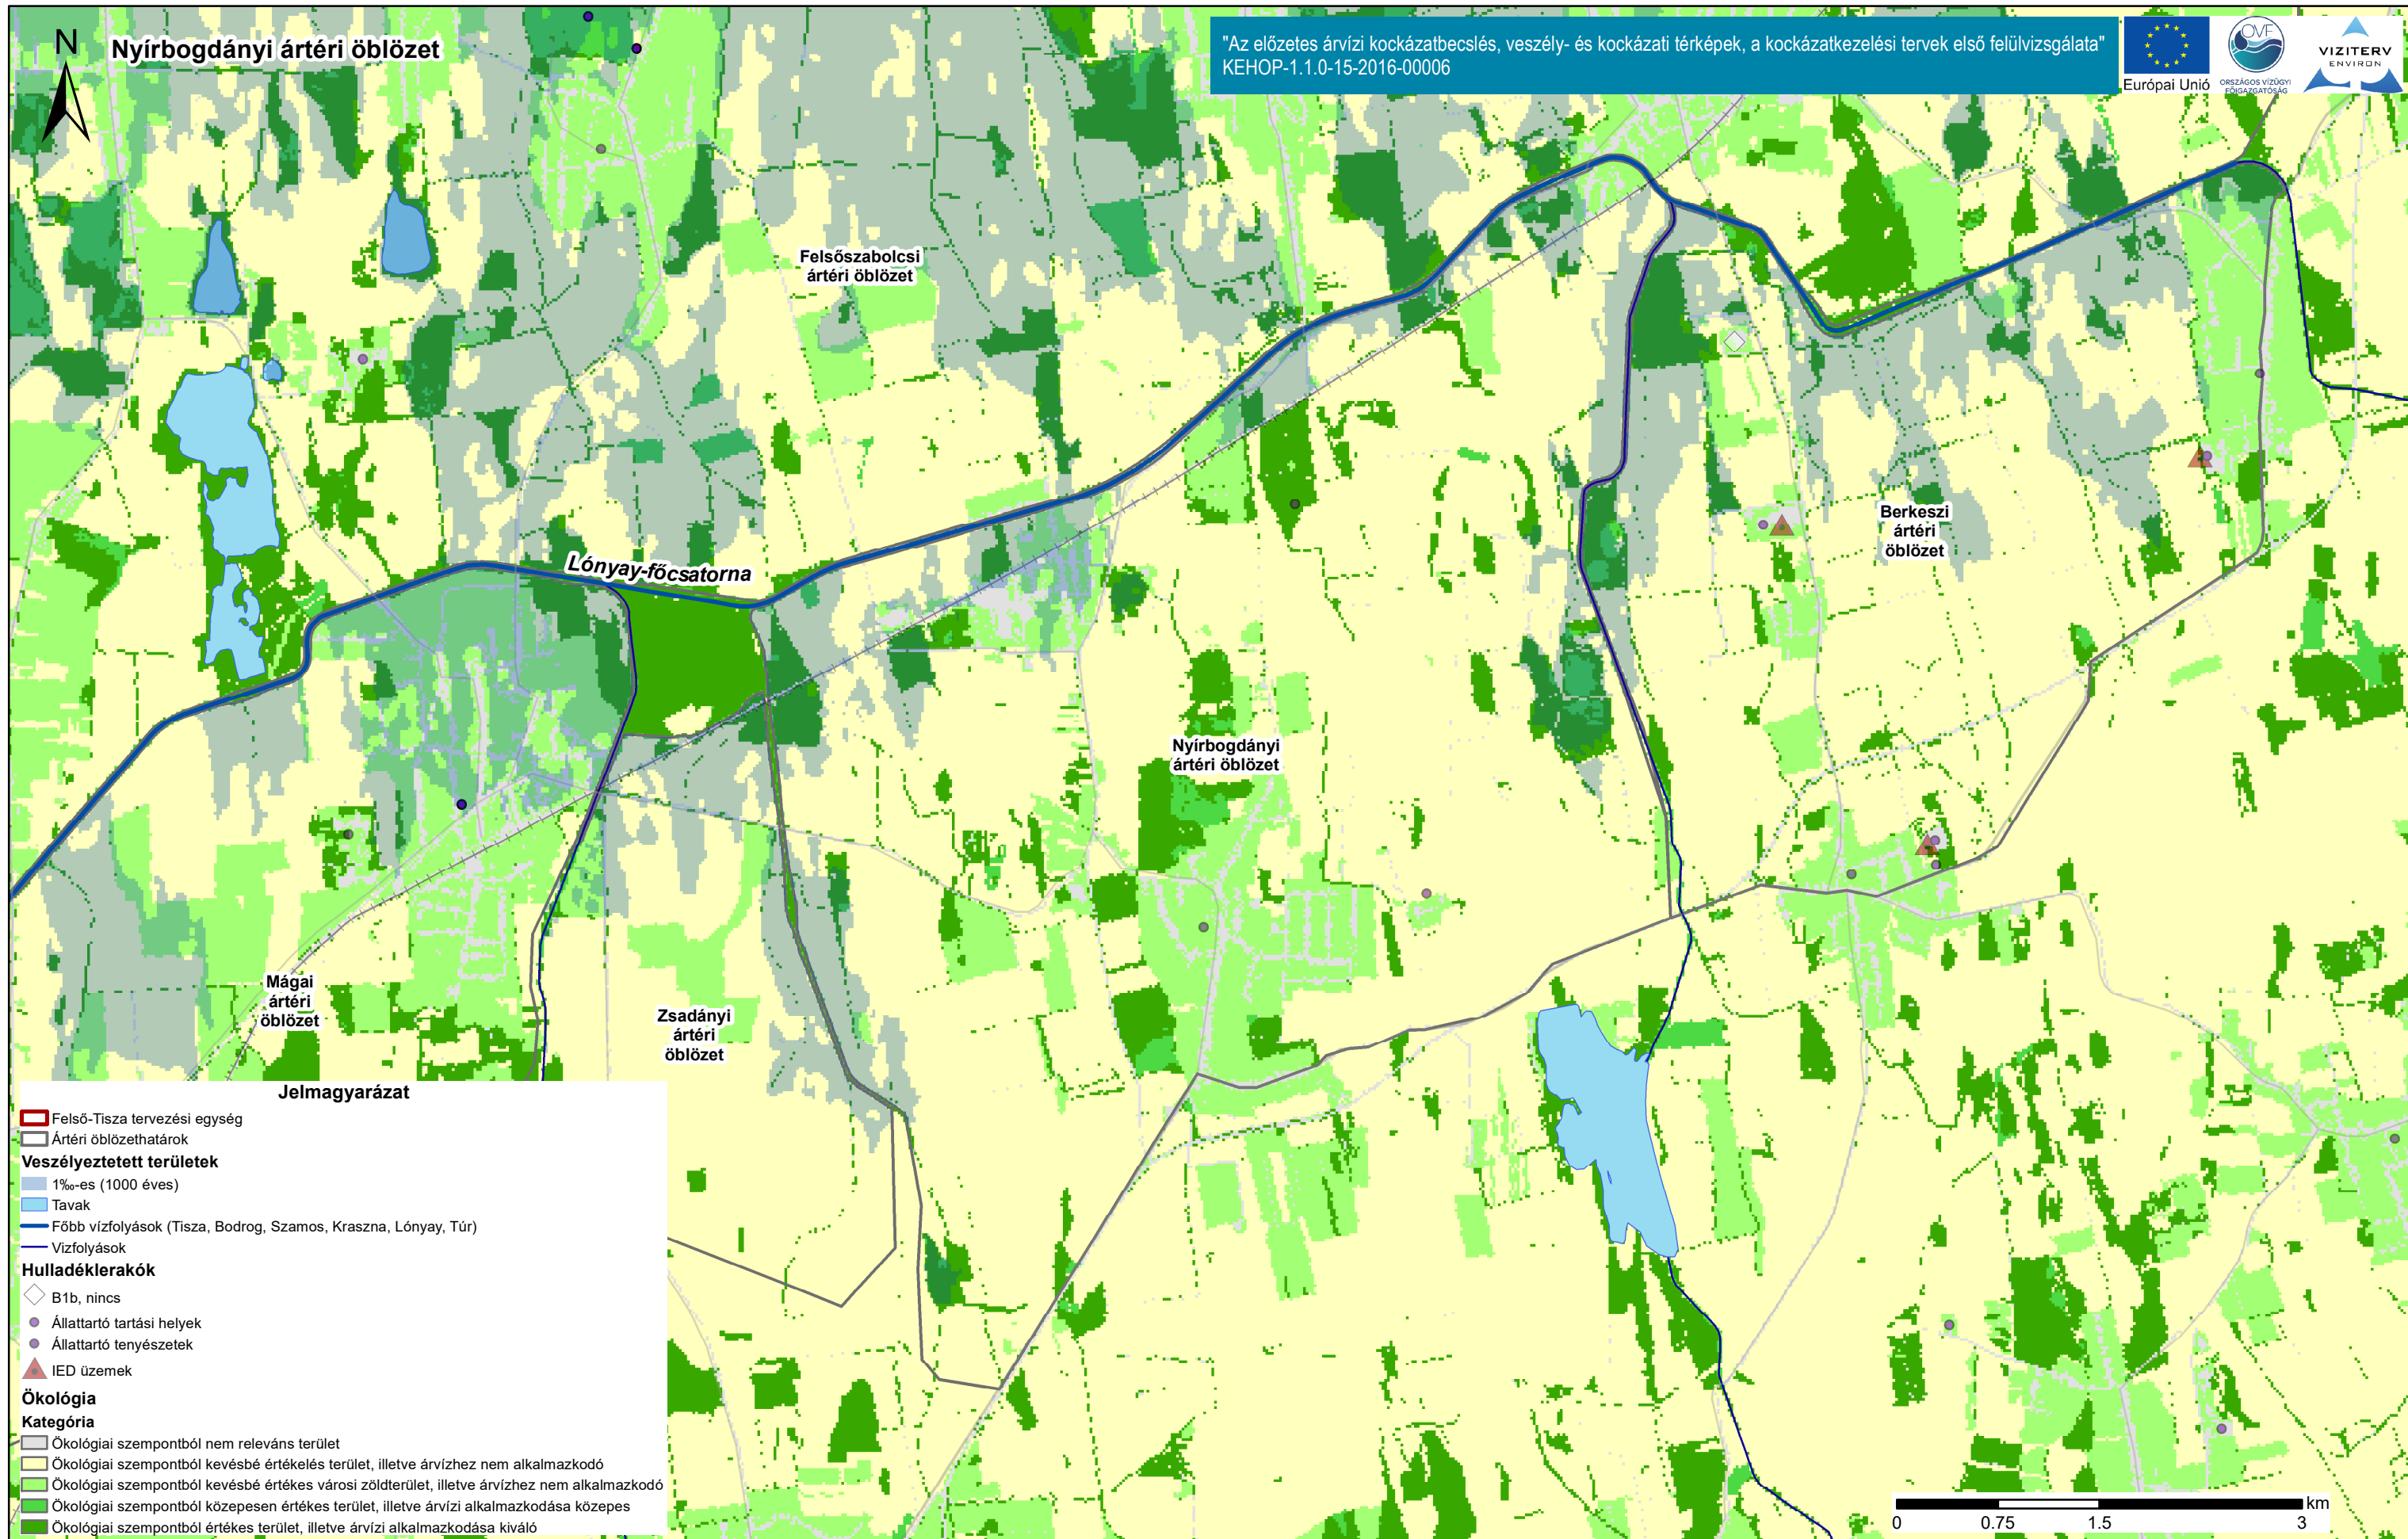 N
Nyírbogdányi ártéri öblözet
"Az előzetes árvízi kockázatbecslés, veszély- és kockázati térképek, a kockázatkezelési tervek első felülvizsgálata"
KEHOP-1.1.0-15-2016-00006
Európai Unió
OVF
ORSZÁGOS VÍZÜGYI
FŐIGAZGATÓSÁG
VIZITERV
ENVIRON
Felsőszabolcsi
ártéri öblözet
Berkeszi
ártéri
öblözet
Lónyay-főcsatorna
Nyírbogdányi
ártéri öblözet
Mágai
ártéri
öblözet
Zsadányi
ártéri
öblözet
Jelmagyarázat
Felső-Tisza tervezési egység
Ártéri öblözethatárok
Veszélyeztetett területek
1‰-es (1000 éves)
Tavak
Főbb vízfolyások (Tisza, Bodrog, Szamos, Kraszna, Lónyay, Túr)
Vizfolyások
Hulladéklerakók
B1b, nincs
Állattartó tartási helyek
Állattartó tenyészetek
IED üzemek
Ökológia
Kategória
Ökológiai szempontból nem releváns terület
Ökológiai szempontból kevésbé értékelés terület, illetve árvízhez nem alkalmazkodó
Ökológiai szempontból kevésbé értékes városi zöldterület, illetve árvízhez nem alkalmazkodó
Ökológiai szempontból közepesen értékes terület, illetve árvízi alkalmazkodása közepes
Ökológiai szempontból értékes terület, illetve árvízi alkalmazkodása kiváló
km
0 0.75 1.5 3